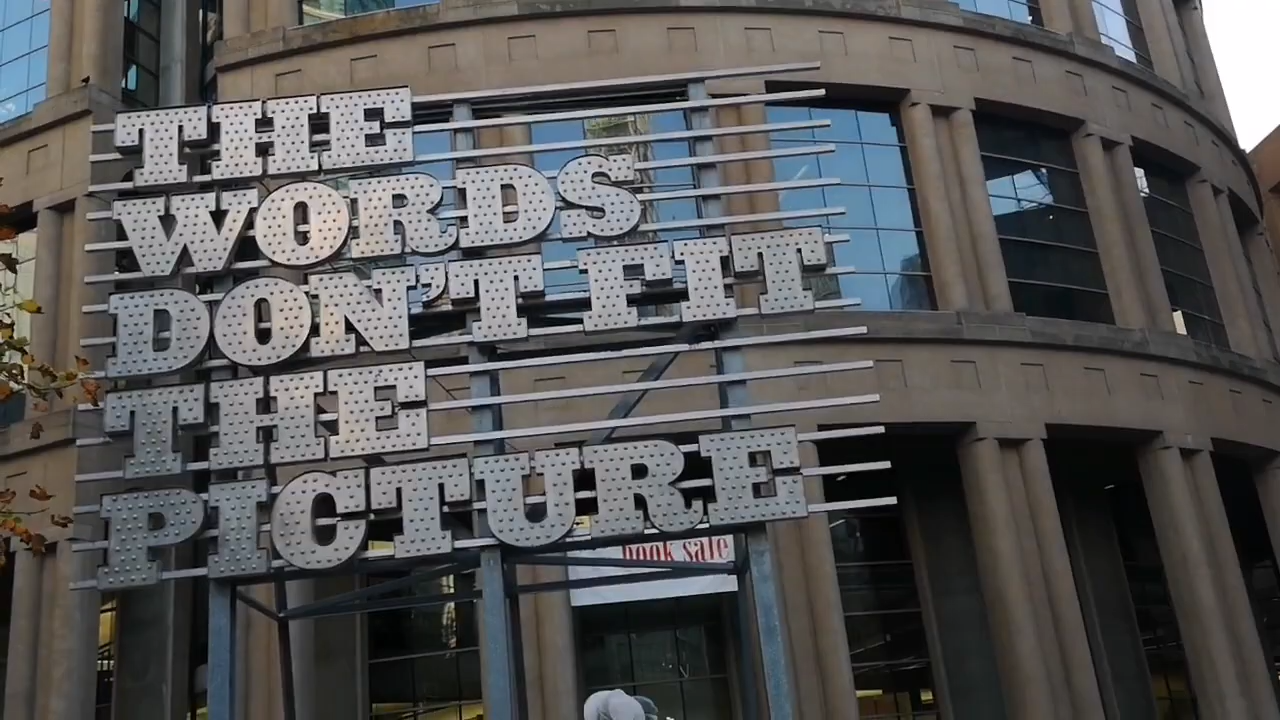 THE
WORDS
DON'T FIT
THE
PICTURE
book sale